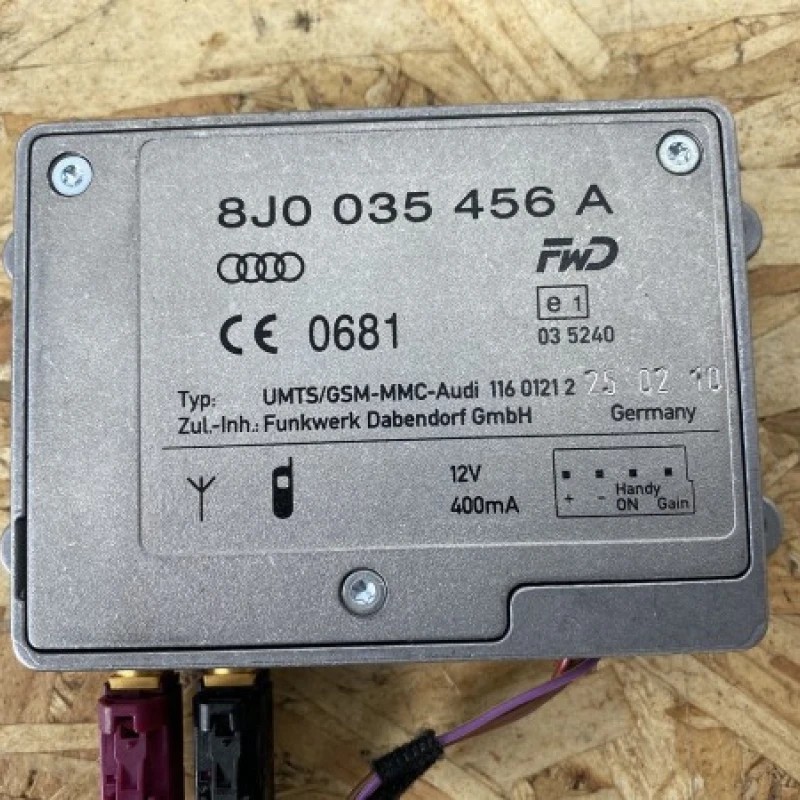 8J0 035 456 A
FWD
e 1
CE 0681
03 5240
Typ: UMTS/GSM-MMC-Audi 116 0121 2 25 02 10
Zul.-Inh.: Funkwerk Dabendorf GmbH Germany
12V
400mA
+ - Handy ON Gain